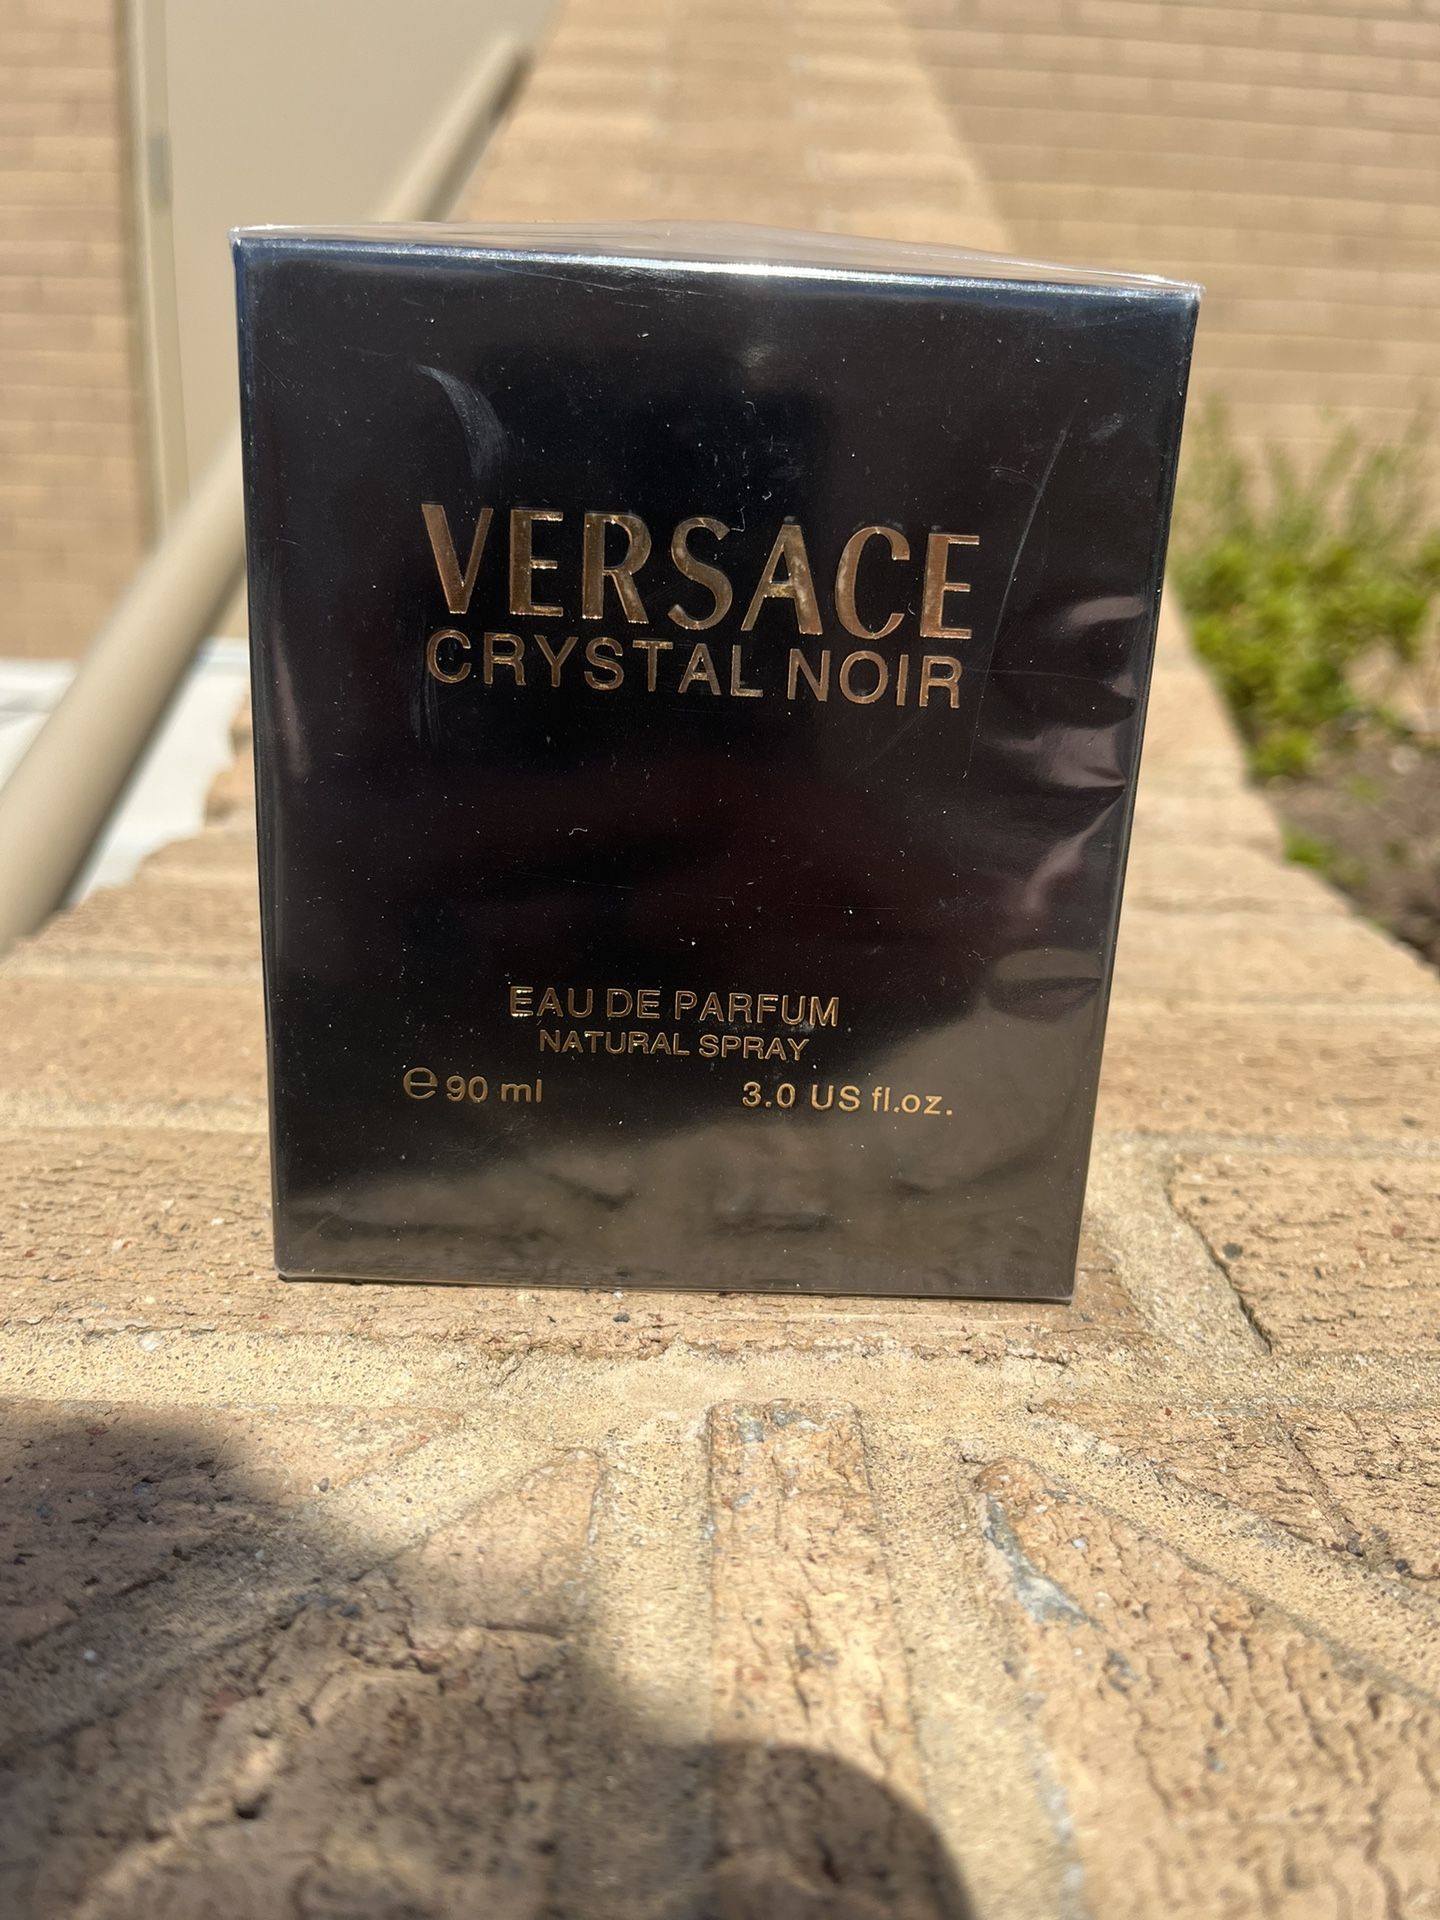 VERSACE
CRYSTAL NOIR
EAU DE PARFUM
NATURAL SPRAY
℮ 90 ml 3.0 US fl.oz.